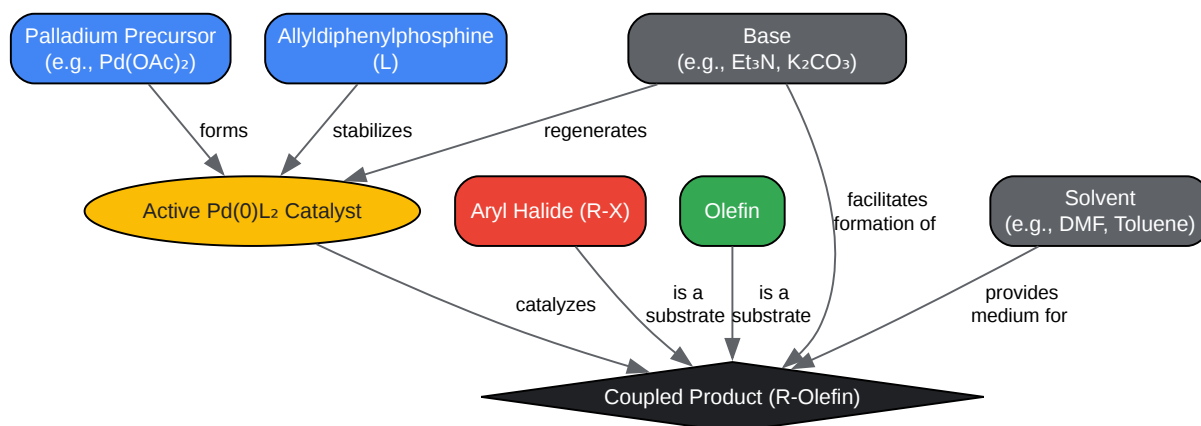 Palladium Precursor
(e.g., Pd(OAc)₂)
Allyldiphenylphosphine
(L)
Base
(e.g., Et₃N, K₂CO₃)
forms
stabilizes
regenerates
Active Pd(0)L₂ Catalyst
Aryl Halide (R-X)
Olefin
facilitates
formation of
Solvent
(e.g., DMF, Toluene)
catalyzes
is a
substrate
is a
substrate
provides
medium for
Coupled Product (R-Olefin)